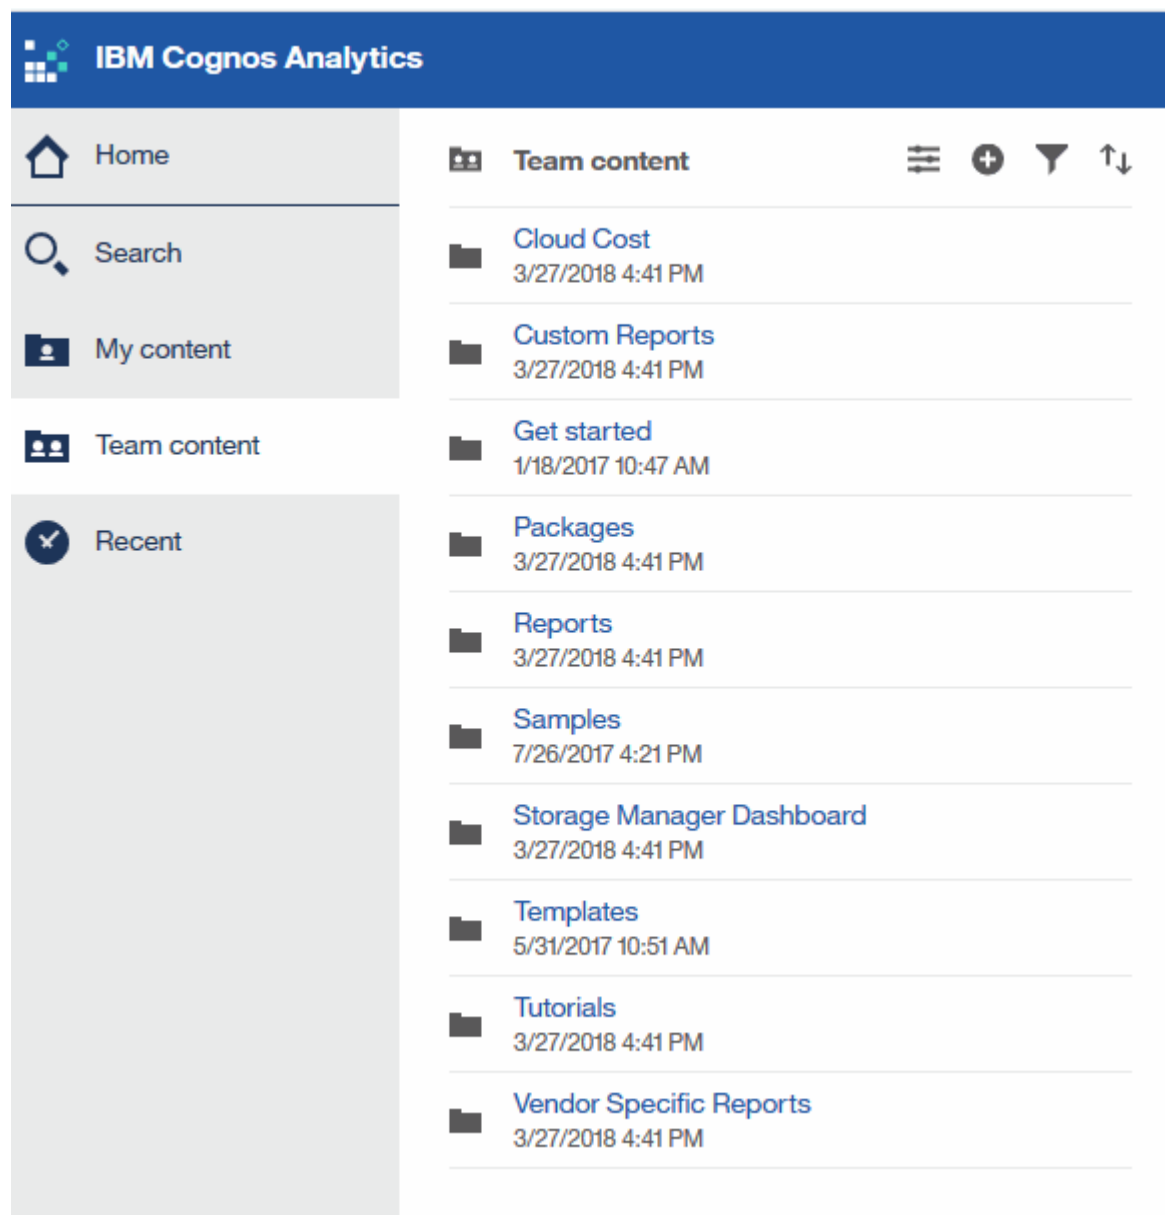 IBM Cognos Analytics
Home
Search
My content
Team content
Recent
Team content
Cloud Cost
3/27/2018 4:41 PM
Custom Reports
3/27/2018 4:41 PM
Get started
1/18/2017 10:47 AM
Packages
3/27/2018 4:41 PM
Reports
3/27/2018 4:41 PM
Samples
7/26/2017 4:21 PM
Storage Manager Dashboard
3/27/2018 4:41 PM
Templates
5/31/2017 10:51 AM
Tutorials
3/27/2018 4:41 PM
Vendor Specific Reports
3/27/2018 4:41 PM